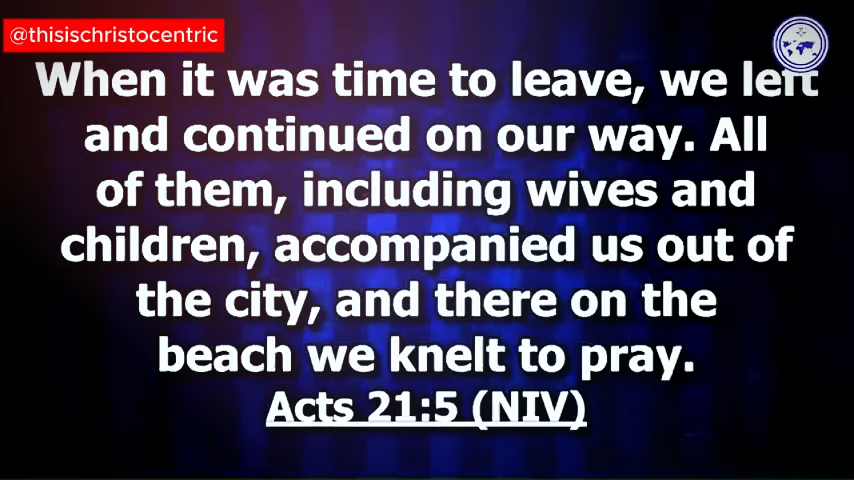 @thisischristocentric
When it was time to leave, we left
and continued on our way. All
of them, including wives and
children, accompanied us out of
the city, and there on the
beach we knelt to pray.
Acts 21:5 (NIV)